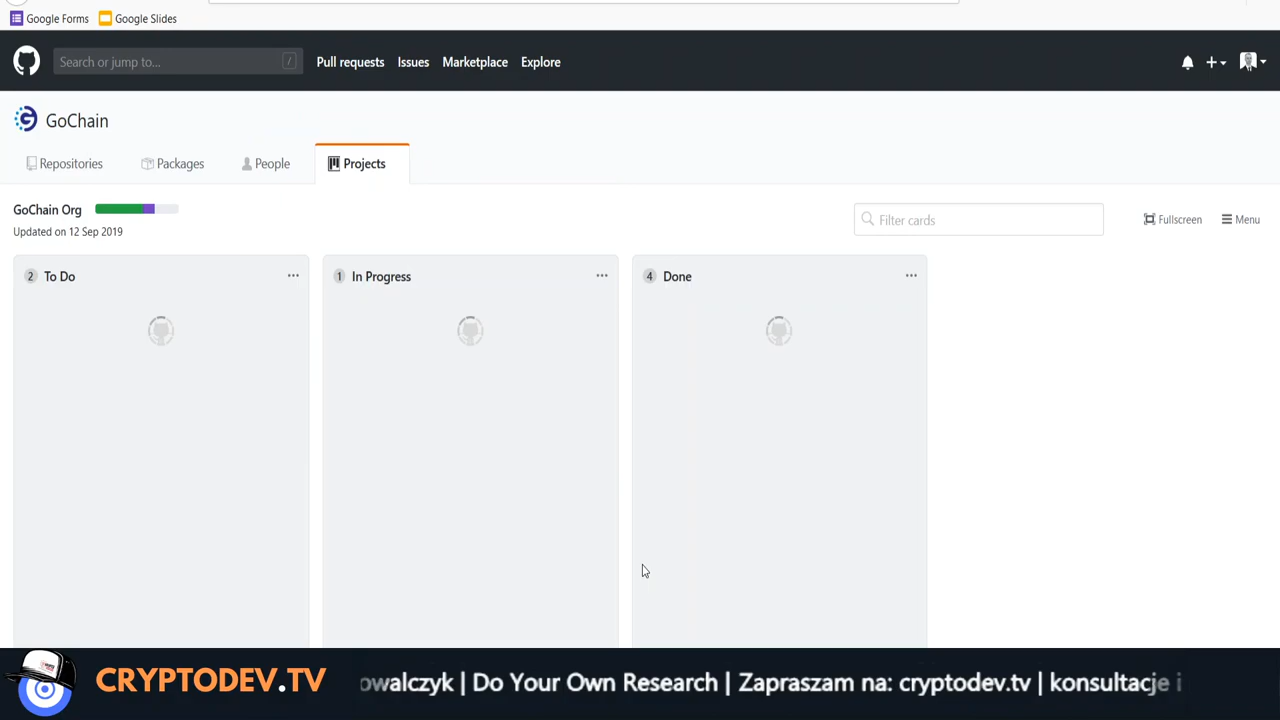 Google Forms Google Slides
Search or jump to... / Pull requests Issues Marketplace Explore
GoChain
Repositories Packages People Projects
GoChain Org
Updated on 12 Sep 2019
Filter cards Fullscreen Menu
2 To Do ... 1 In Progress ... 4 Done ...
CRYPTODEV.TV owalczyk | Do Your Own Research | Zapraszam na: cryptodev.tv | konsultacje i